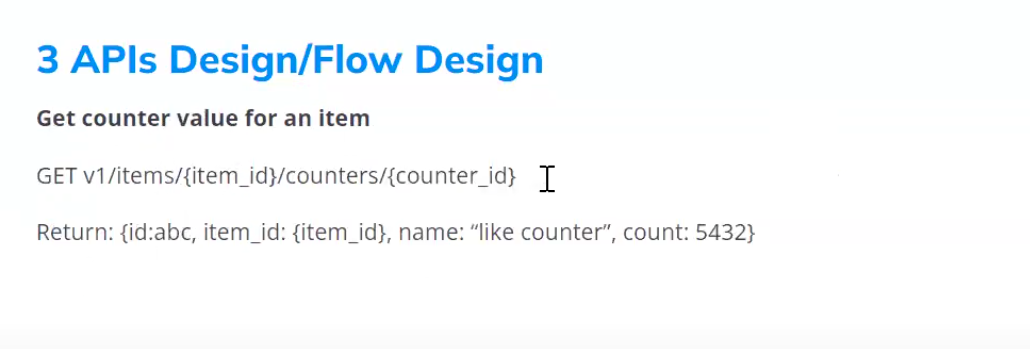 3 APIs Design/Flow Design
Get counter value for an item
GET v1/items/{item_id}/counters/{counter_id}
Return: {id:abc, item_id: {item_id}, name: “like counter”, count: 5432}